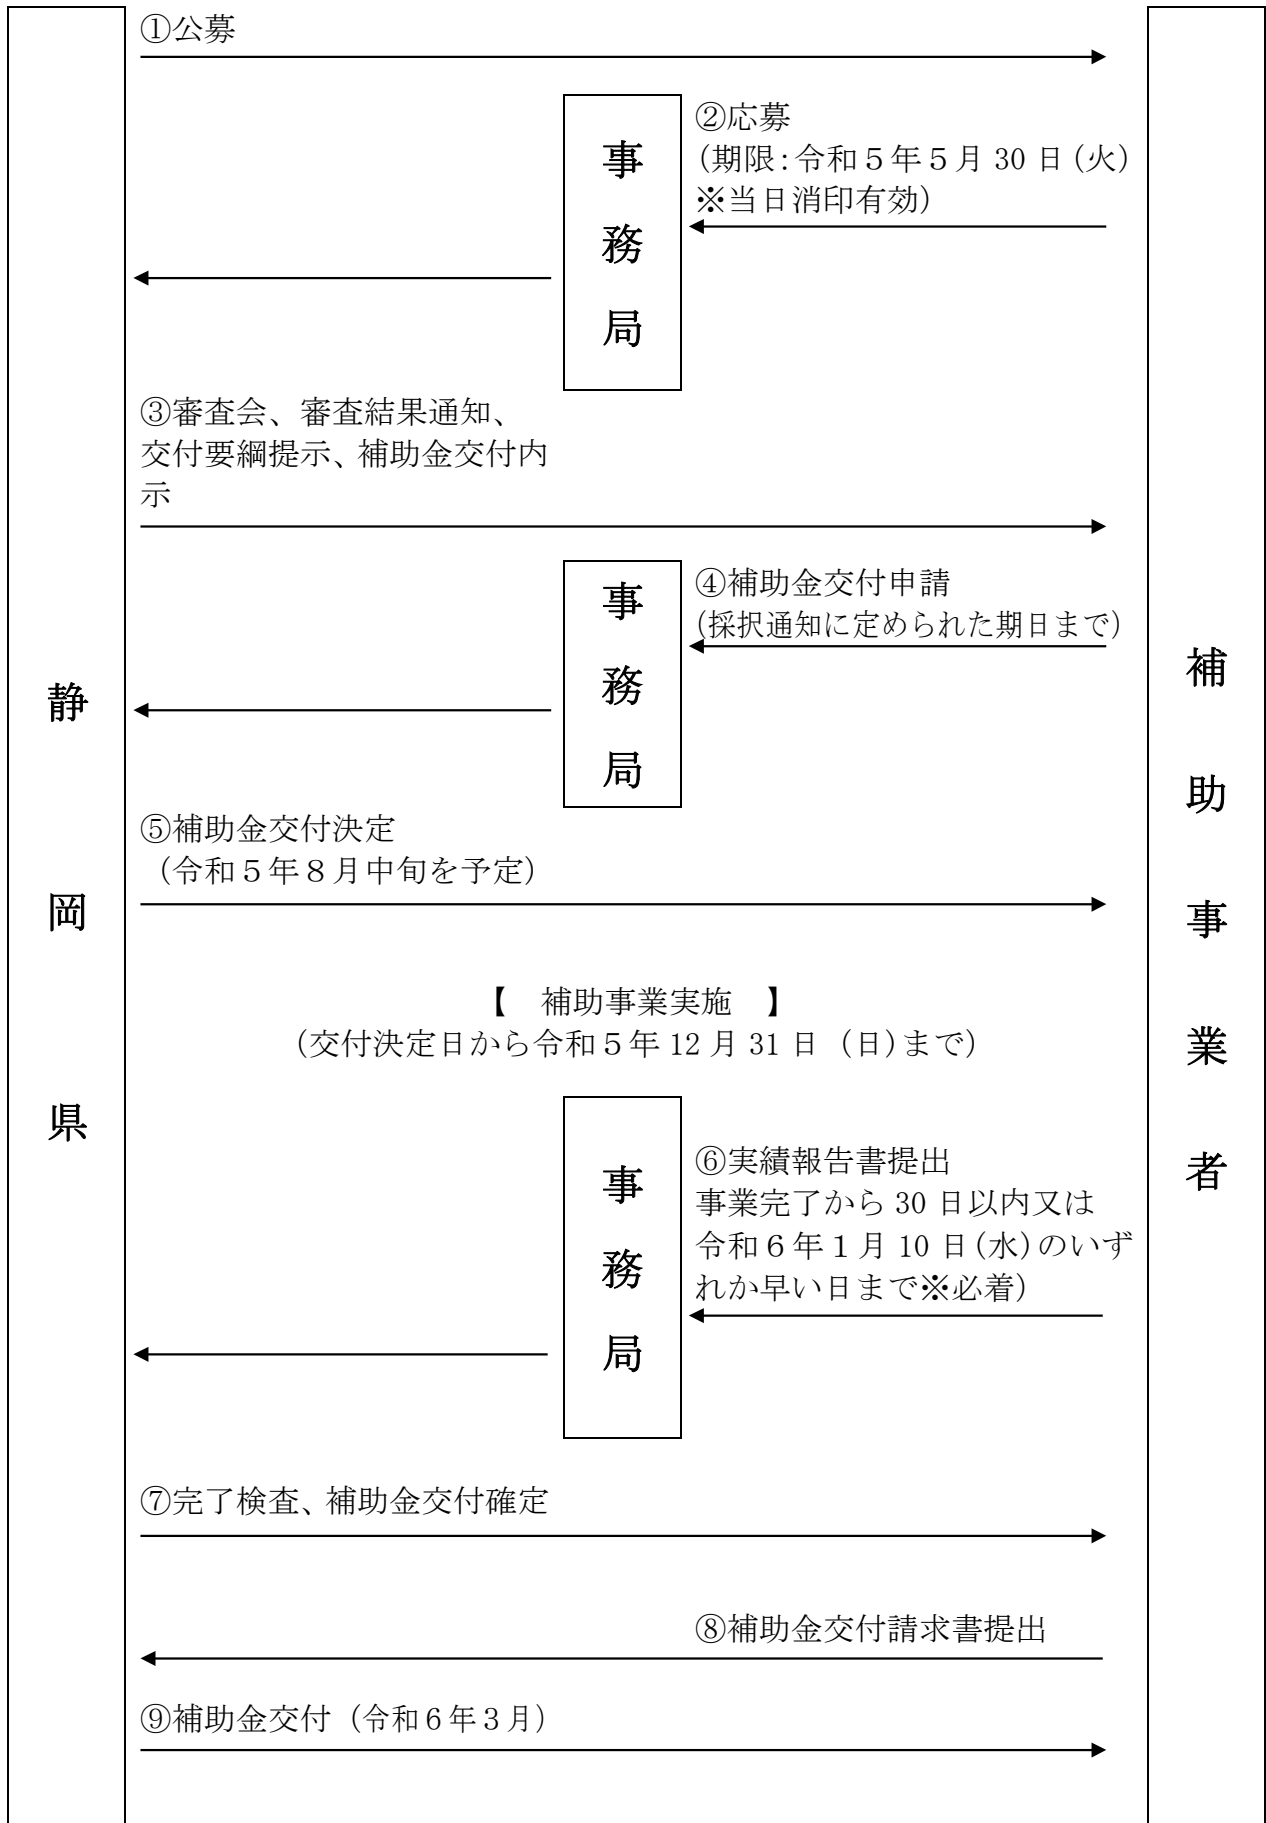 ①公募
事務局
②応募
(期限:令和５年５月 30 日(火)
※当日消印有効)
③審査会、審査結果通知、
交付要綱提示、補助金交付内
示
事務局
④補助金交付申請
(採択通知に定められた期日まで)
静岡県
補助事業者
⑤補助金交付決定
(令和５年８月中旬を予定)
【　補助事業実施　】
(交付決定日から令和５年 12 月 31 日 (日)まで)
事務局
⑥実績報告書提出
事業完了から 30 日以内又は
令和６年１月 10 日(水)のいず
れか早い日まで※必着)
⑦完了検査、補助金交付確定
⑧補助金交付請求書提出
⑨補助金交付 (令和６年３月)